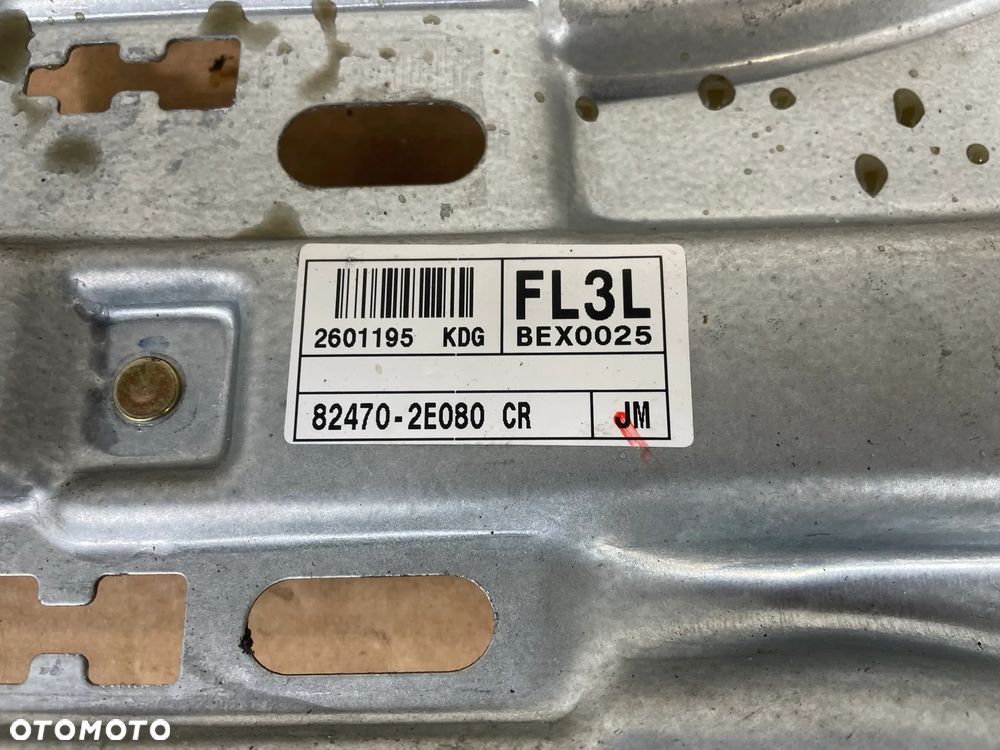 FL3L
2601195 KDG BEX0025
82470-2E080 CR JM
OTOMOTO